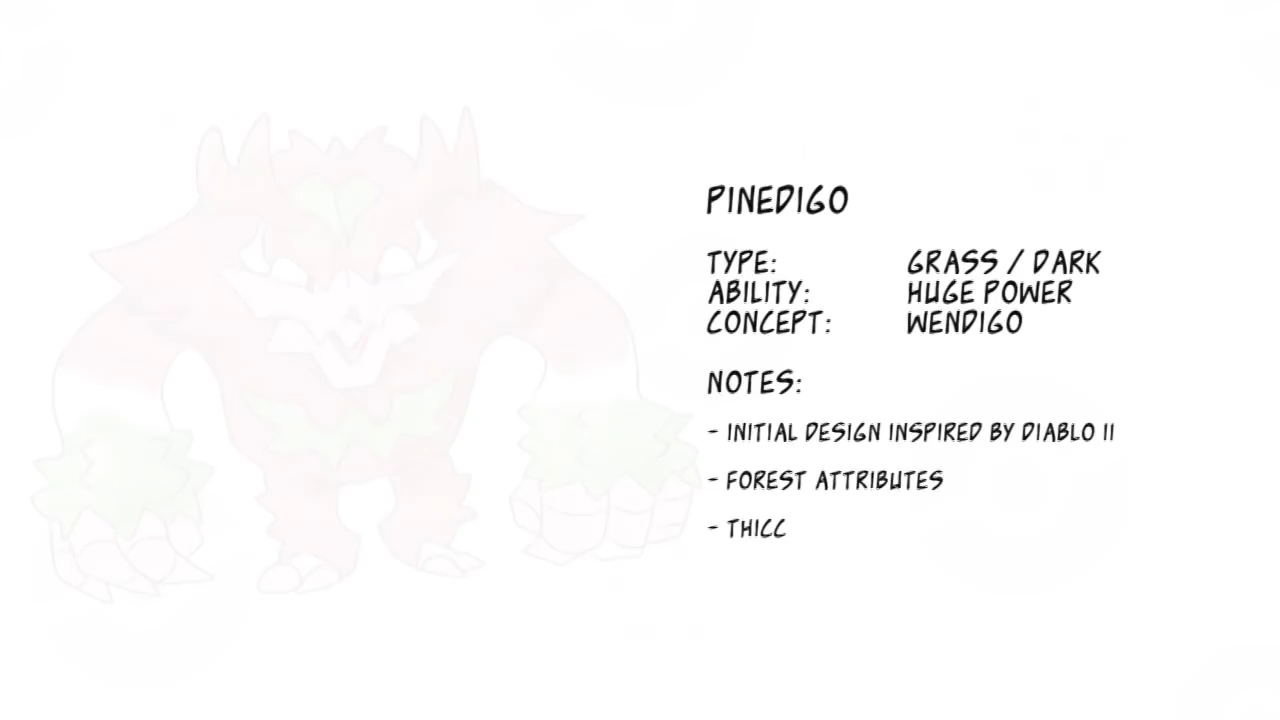 PINEDIGO
TYPE: GRASS / DARK
ABILITY: HUGE POWER
CONCEPT: WENDIGO
NOTES:
- INITIAL DESIGN INSPIRED BY DIABLO II
- FOREST ATTRIBUTES
- THICC